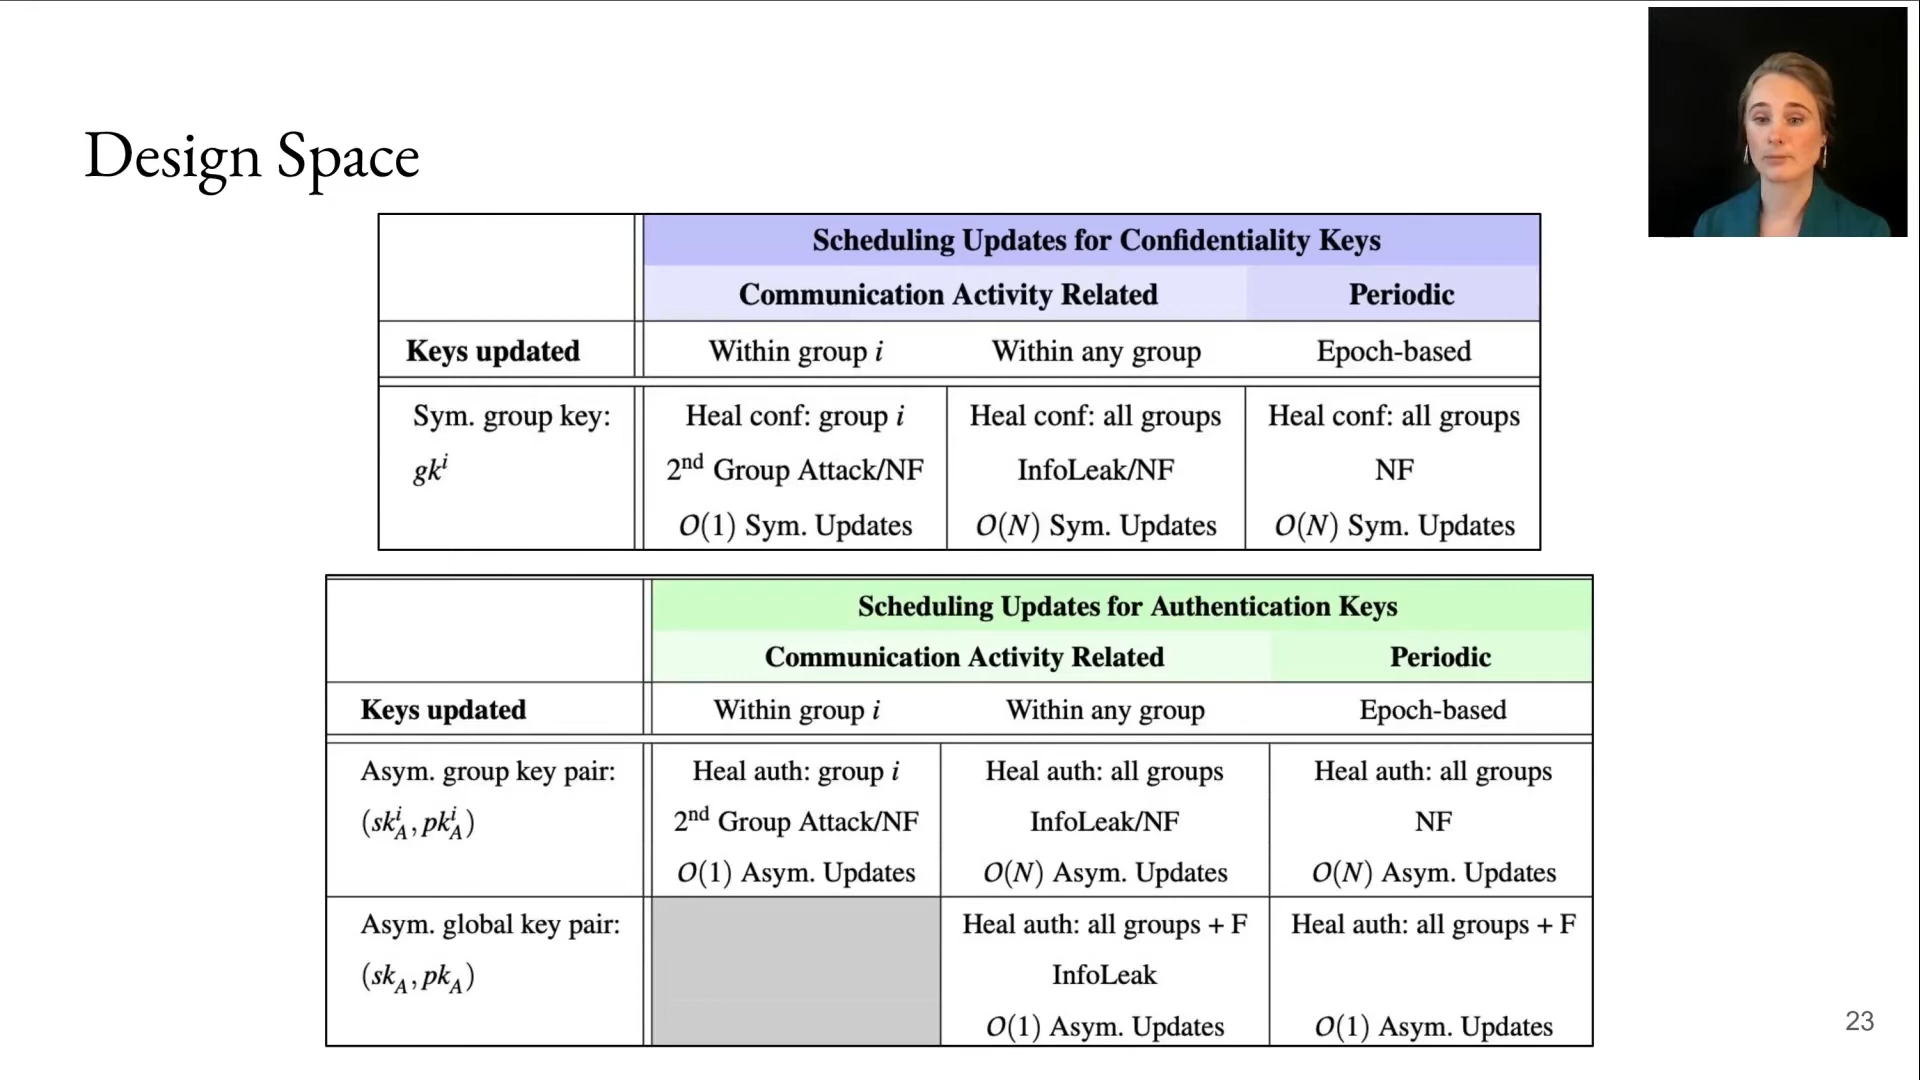 Design Space
Scheduling Updates for Confidentiality Keys
Communication Activity Related Periodic
Keys updated Within group i Within any group Epoch-based
Sym. group key: Heal conf: group i Heal conf: all groups Heal conf: all groups
gk^i 2nd Group Attack/NF InfoLeak/NF NF
O(1) Sym. Updates O(N) Sym. Updates O(N) Sym. Updates
Scheduling Updates for Authentication Keys
Communication Activity Related Periodic
Keys updated Within group i Within any group Epoch-based
Asym. group key pair: Heal auth: group i Heal auth: all groups Heal auth: all groups
(sk_A^i, pk_A^i) 2nd Group Attack/NF InfoLeak/NF NF
O(1) Asym. Updates O(N) Asym. Updates O(N) Asym. Updates
Asym. global key pair: Heal auth: all groups + F Heal auth: all groups + F
(sk_A, pk_A) InfoLeak
O(1) Asym. Updates O(1) Asym. Updates
23